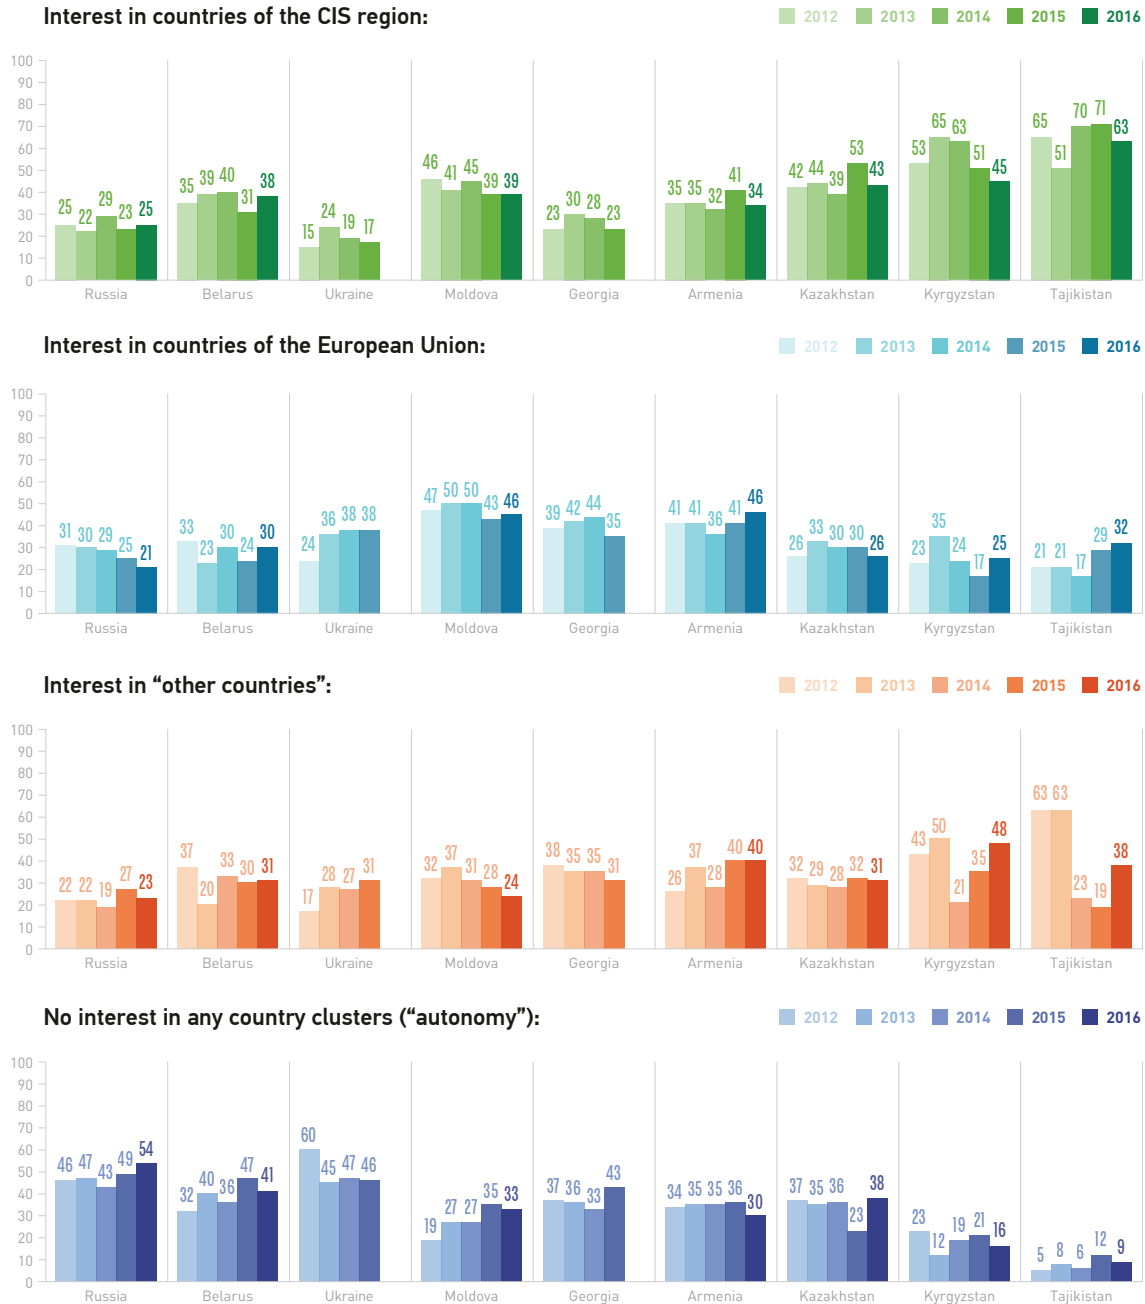 Interest in countries of the CIS region:
2012 2013 2014 2015 2016
100
90
80
70
60
50
40
30
20
10
0
25 22 29 23 25
35 39 40 31 38
15 24 19 17
46 41 45 39 39
23 30 28 23
35 35 32 41 34
42 44 39 53 43
53 65 63 51 45
65 51 70 71 63
Russia Belarus Ukraine Moldova Georgia Armenia Kazakhstan Kyrgyzstan Tajikistan
Interest in countries of the European Union:
2012 2013 2014 2015 2016
100
90
80
70
60
50
40
30
20
10
0
31 30 29 25 21
33 23 30 24 30
24 36 38 38
47 50 50 43 46
39 42 44 35
41 41 36 41 46
26 33 30 30 26
23 35 24 17 25
21 21 17 29 32
Russia Belarus Ukraine Moldova Georgia Armenia Kazakhstan Kyrgyzstan Tajikistan
Interest in “other countries”:
2012 2013 2014 2015 2016
100
90
80
70
60
50
40
30
20
10
0
22 22 19 27 23
37 20 33 30 31
17 28 27 31
32 37 31 28 24
38 35 35 31
26 37 28 40 40
32 29 28 32 31
43 50 21 35 48
63 63 23 19 38
Russia Belarus Ukraine Moldova Georgia Armenia Kazakhstan Kyrgyzstan Tajikistan
No interest in any country clusters (“autonomy”):
2012 2013 2014 2015 2016
100
90
80
70
60
50
40
30
20
10
0
46 47 43 49 54
32 40 36 47 41
60 45 47 46
19 27 27 35 33
37 36 33 43
34 35 35 36 30
37 35 36 23 38
23 12 19 21 16
5 8 6 12 9
Russia Belarus Ukraine Moldova Georgia Armenia Kazakhstan Kyrgyzstan Tajikistan